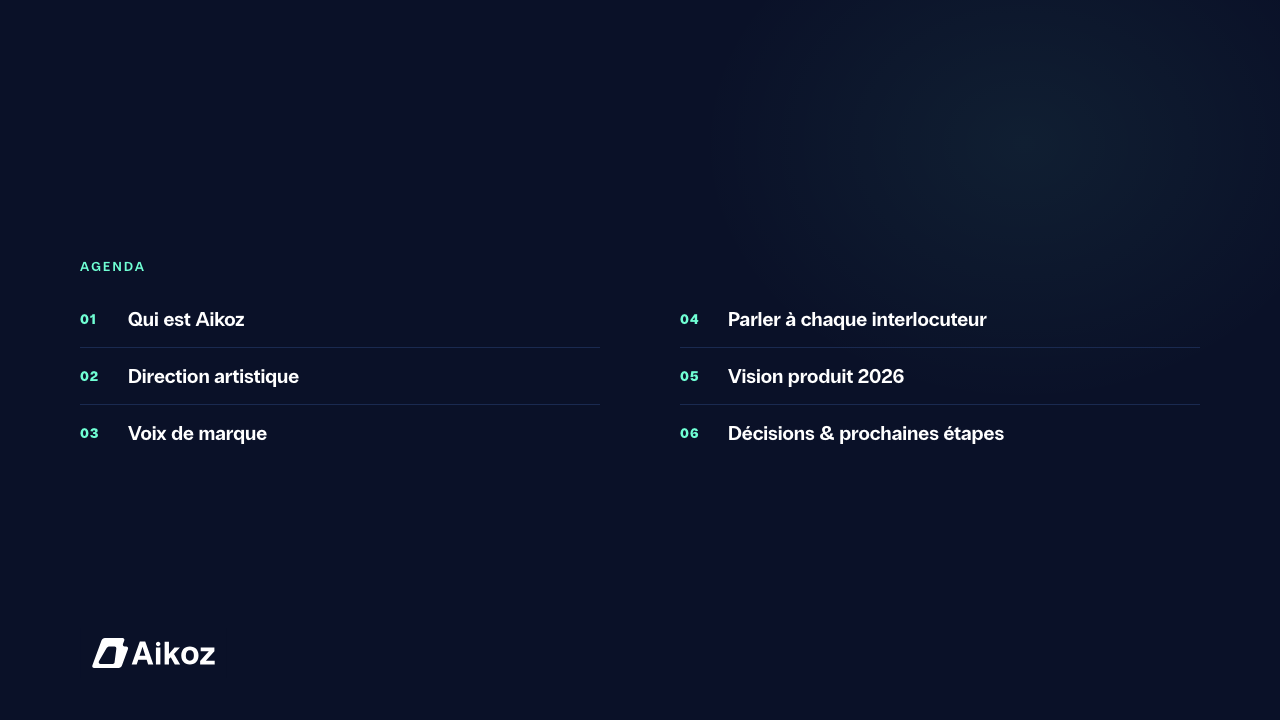 AGENDA
01 Qui est Aikoz
02 Direction artistique
03 Voix de marque
04 Parler à chaque interlocuteur
05 Vision produit 2026
06 Décisions & prochaines étapes
Aikoz